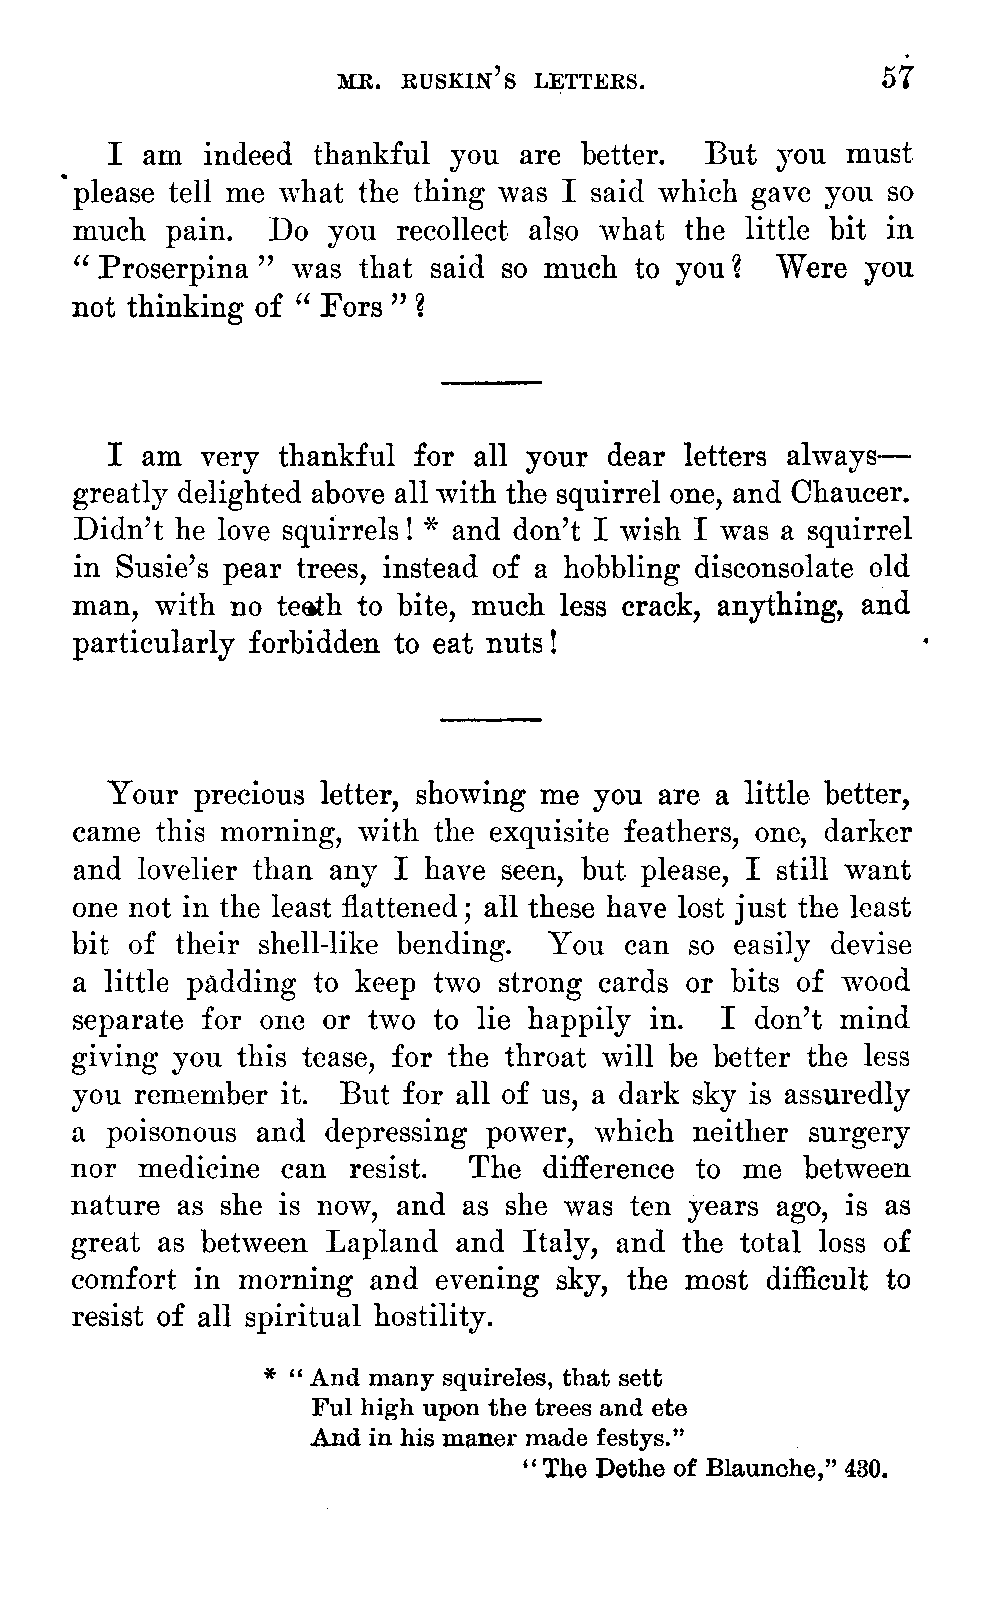 MR. RUSKIN'S LETTERS. 57
I am indeed thankful you are better. But you must
please tell me what the thing was I said which gave you so
much pain. Do you recollect also what the little bit in
“ Proserpina ” was that said so much to you? Were you
not thinking of “ Fors ”?
I am very thankful for all your dear letters always—
greatly delighted above all with the squirrel one, and Chaucer.
Didn't he love squirrels! * and don't I wish I was a squirrel
in Susie's pear trees, instead of a hobbling disconsolate old
man, with no teeth to bite, much less crack, anything, and
particularly forbidden to eat nuts!
Your precious letter, showing me you are a little better,
came this morning, with the exquisite feathers, one, darker
and lovelier than any I have seen, but please, I still want
one not in the least flattened; all these have lost just the least
bit of their shell-like bending. You can so easily devise
a little padding to keep two strong cards or bits of wood
separate for one or two to lie happily in. I don't mind
giving you this tease, for the throat will be better the less
you remember it. But for all of us, a dark sky is assuredly
a poisonous and depressing power, which neither surgery
nor medicine can resist. The difference to me between
nature as she is now, and as she was ten years ago, is as
great as between Lapland and Italy, and the total loss of
comfort in morning and evening sky, the most difficult to
resist of all spiritual hostility.
* “ And many squireles, that sett
Ful high upon the trees and ete
And in his maner made festys.”
“ The Dethe of Blaunche,” 430.